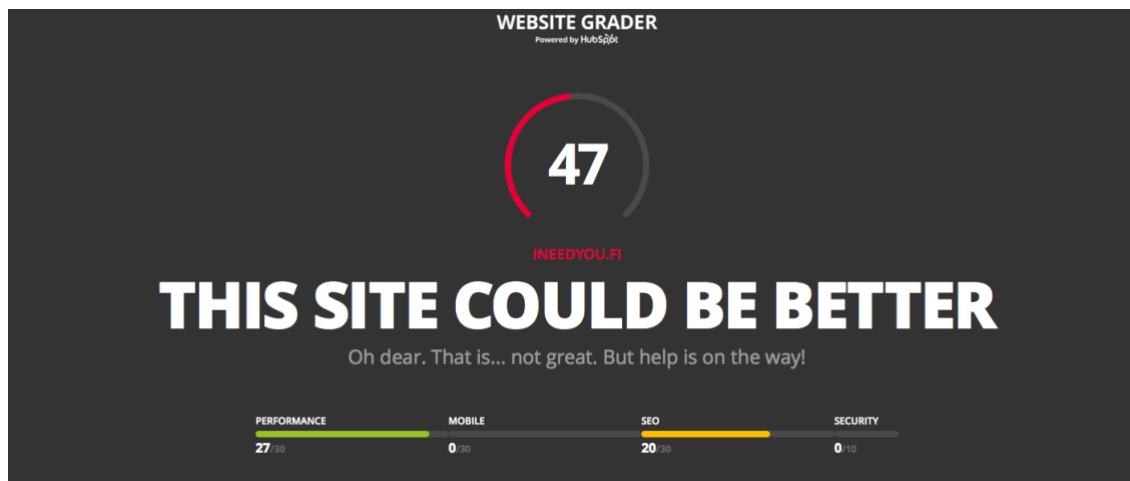 WEBSITE GRADER
Powered by HubSpot
47
INEEDYOU.FI
THIS SITE COULD BE BETTER
Oh dear. That is... not great. But help is on the way!
PERFORMANCE MOBILE SEO SECURITY
27/30 0/30 20/30 0/10